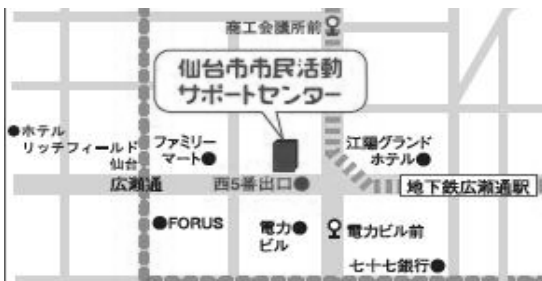 商工会議所前
仙台市市民活動
サポートセンター
ホテル
リッチフィールド
仙台
ファミリー
マート
江陽グランド
ホテル
広瀬通
西5番出口
地下鉄広瀬通駅
FORUS
電力
ビル
電力ビル前
七十七銀行